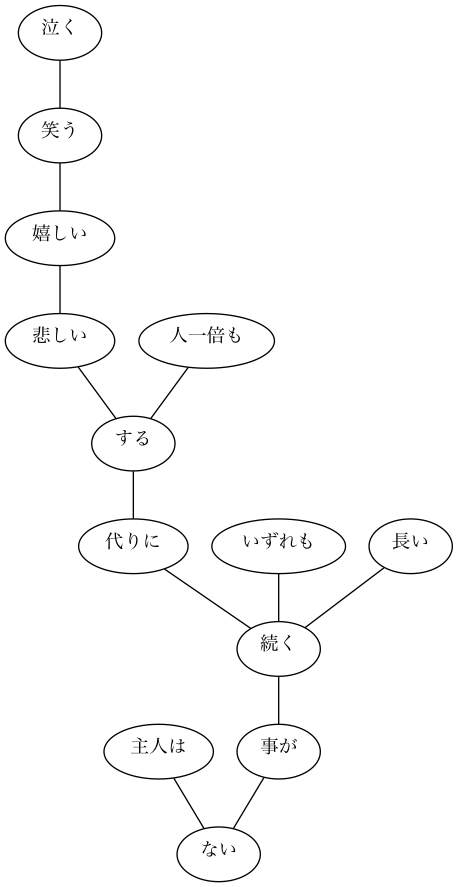 泣く
笑う
嬉しい
悲しい
人一倍も
する
代りに
いずれも
長い
続く
主人は
事が
ない